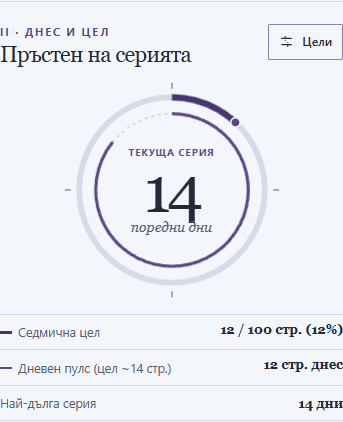 II · ДНЕС И ЦЕЛ
Пръстен на серията
Цели
ТЕКУЩА СЕРИЯ
14
поредни дни
Седмична цел
12 / 100 стр. (12%)
Дневен пулс (цел ~14 стр.)
12 стр. днес
Най-дълга серия
14 дни